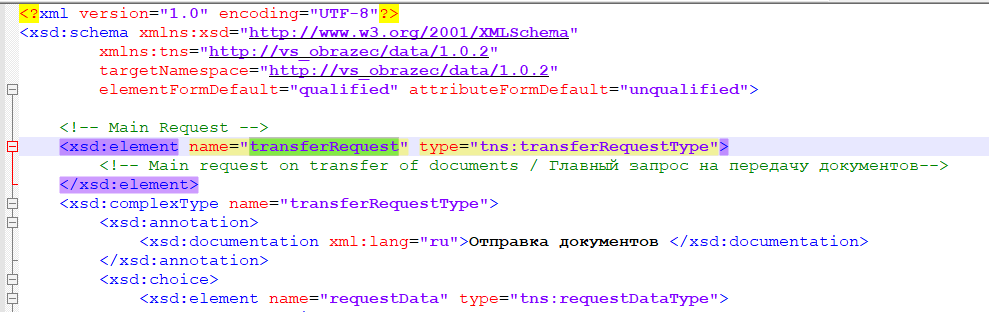 <?xml version="1.0" encoding="UTF-8"?>
<xsd:schema xmlns:xsd="http://www.w3.org/2001/XMLSchema"
xmlns:tns="http://vs_obrazec/data/1.0.2"
targetNamespace="http://vs_obrazec/data/1.0.2"
elementFormDefault="qualified" attributeFormDefault="unqualified">
<!-- Main Request -->
<xsd:element name="transferRequest" type="tns:transferRequestType">
<!-- Main request on transfer of documents / Главный запрос на передачу документов-->
</xsd:element>
<xsd:complexType name="transferRequestType">
<xsd:annotation>
<xsd:documentation xml:lang="ru">Отправка документов </xsd:documentation>
</xsd:annotation>
<xsd:choice>
<xsd:element name="requestData" type="tns:requestDataType">